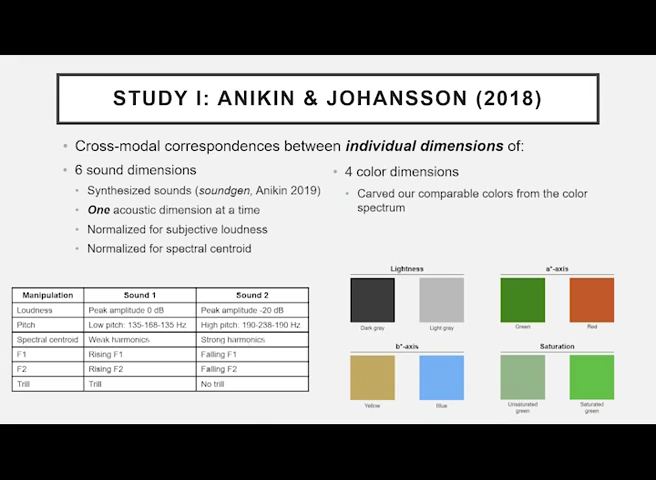 STUDY I: ANIKIN & JOHANSSON (2018)
• Cross-modal correspondences between individual dimensions of:
• 6 sound dimensions
• Synthesized sounds (soundgen, Anikin 2019)
• One acoustic dimension at a time
• Normalized for subjective loudness
• Normalized for spectral centroid
• 4 color dimensions
• Carved our comparable colors from the color
spectrum
Manipulation Sound 1 Sound 2
Loudness Peak amplitude 0 dB Peak amplitude -20 dB
Pitch Low pitch: 135-168-135 Hz High pitch: 190-238-190 Hz
Spectral centroid Weak harmonics Strong harmonics
F1 Rising F1 Falling F1
F2 Rising F2 Falling F2
Trill Trill No trill
Lightness
Dark gray Light gray
a*-axis
Green Red
b*-axis
Yellow Blue
Saturation
Unsaturated
green
Saturated
green